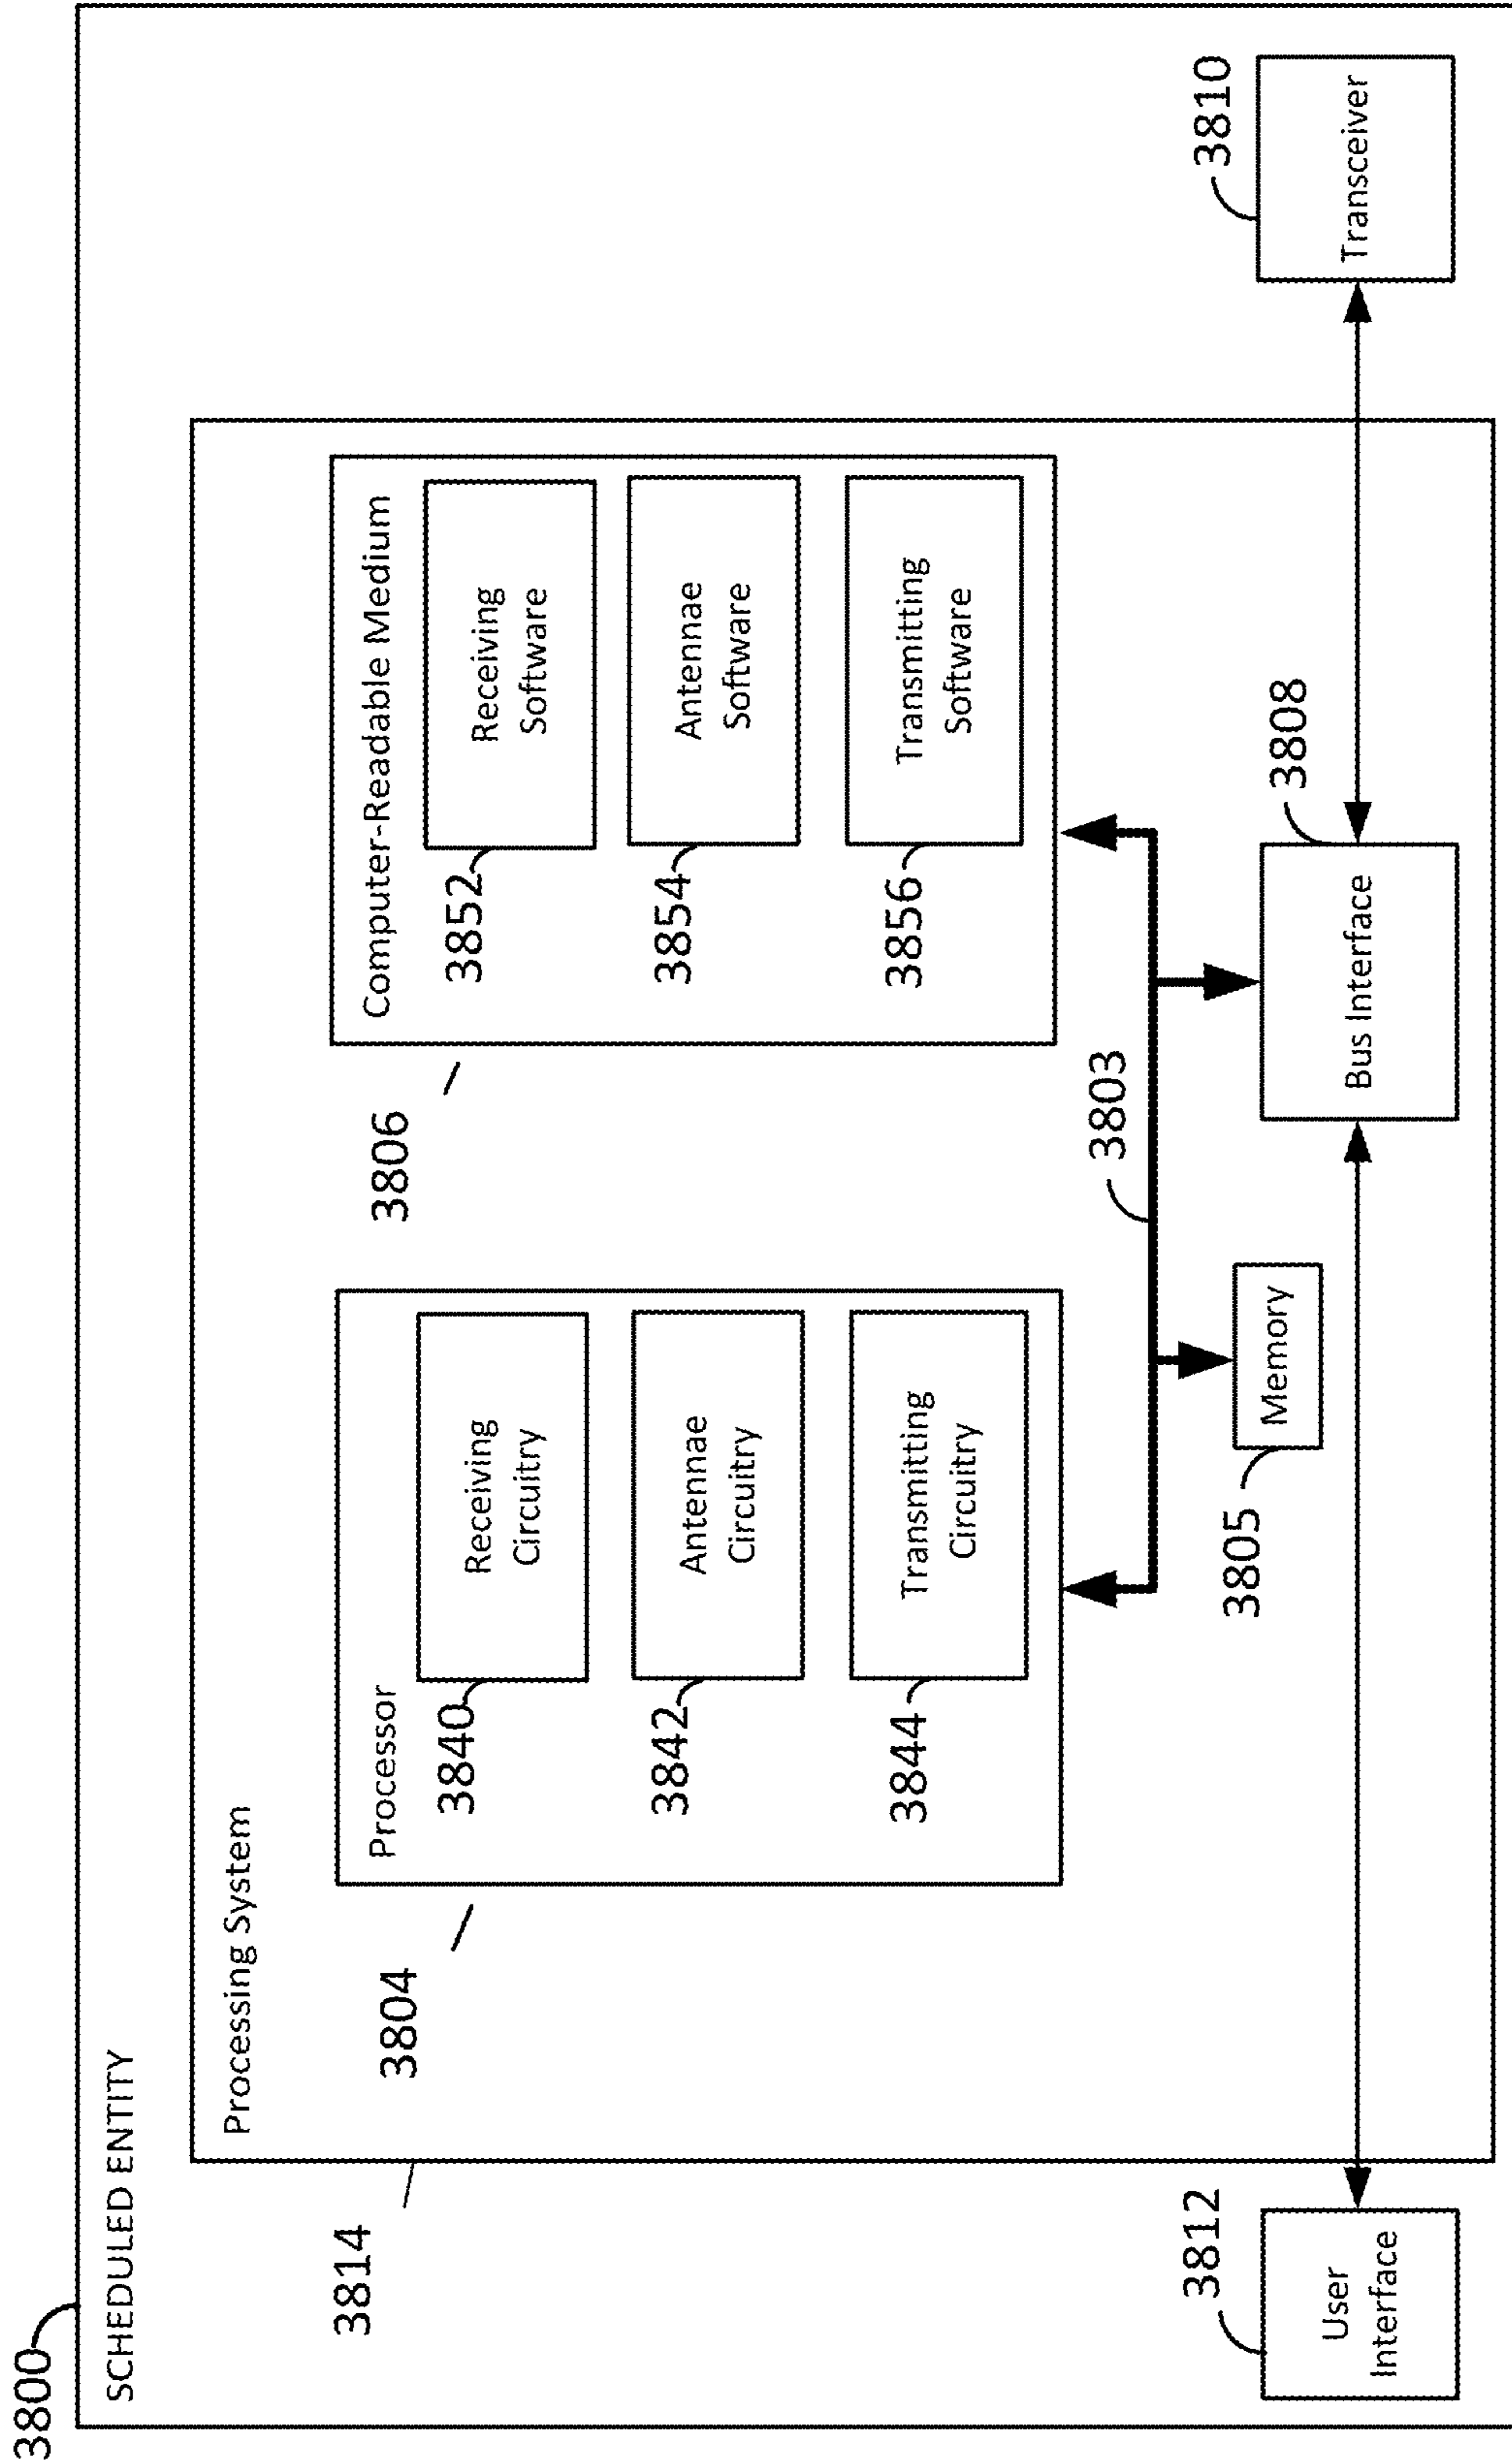 3800
SCHEDULED ENTITY
3814
Processing System
3804
Processor
3840
Receiving
Circuitry
3842
Antennae
Circuitry
3844
Transmitting
Circuitry
3806
Computer-Readable Medium
3852
Receiving
Software
3854
Antennae
Software
3856
Transmitting
Software
3803
3805
Memory
3812
User
Interface
3808
Bus Interface
3810
Transceiver